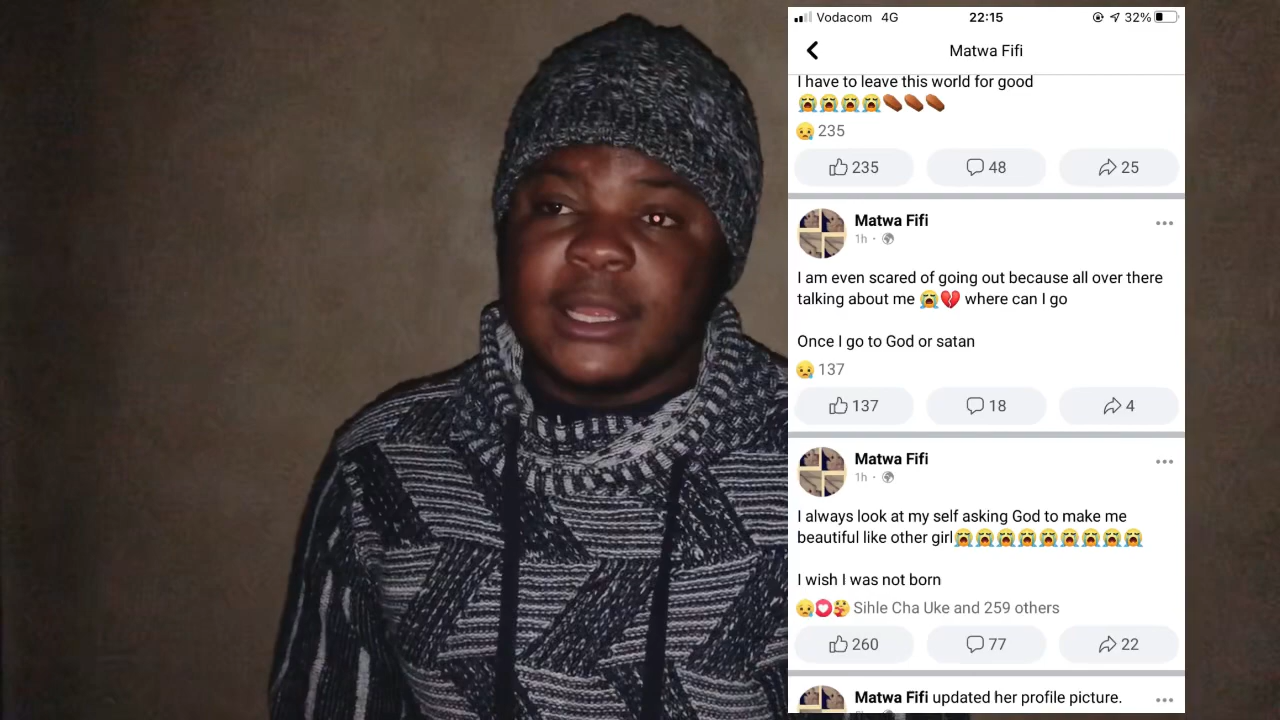 Vodacom 4G 22:15 32%
Matwa Fifi
I have to leave this world for good
😭😭😭😭⚰️⚰️⚰️
😢 235
235 48 25
Matwa Fifi
1h ·
I am even scared of going out because all over there
talking about me 😭💔 where can I go
Once I go to God or satan
😢 137
137 18 4
Matwa Fifi
1h ·
I always look at my self asking God to make me
beautiful like other girl😭😭😭😭😭😭😭😭😭
I wish I was not born
Sihle Cha Uke and 259 others
260 77 22
Matwa Fifi updated her profile picture.